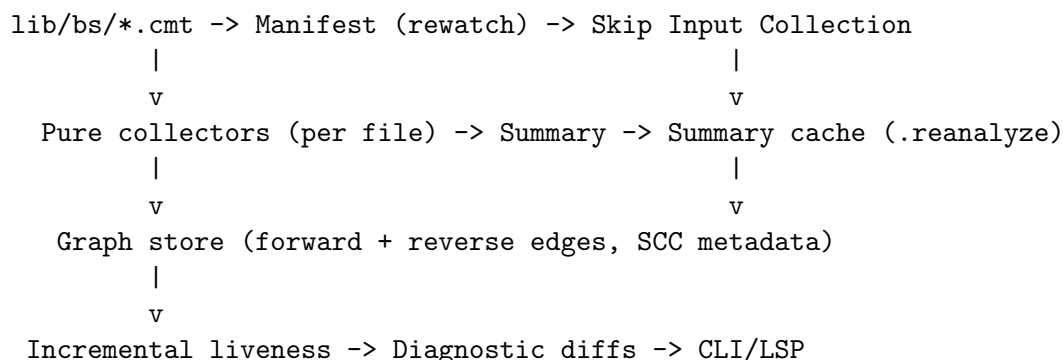 lib/bs/*.cmt -> Manifest (rewatch) -> Skip Input Collection
| |
v v
Pure collectors (per file) -> Summary -> Summary cache (.reanalyze)
| |
v v
Graph store (forward + reverse edges, SCC metadata)
|
v
Incremental liveness -> Diagnostic diffs -> CLI/LSP